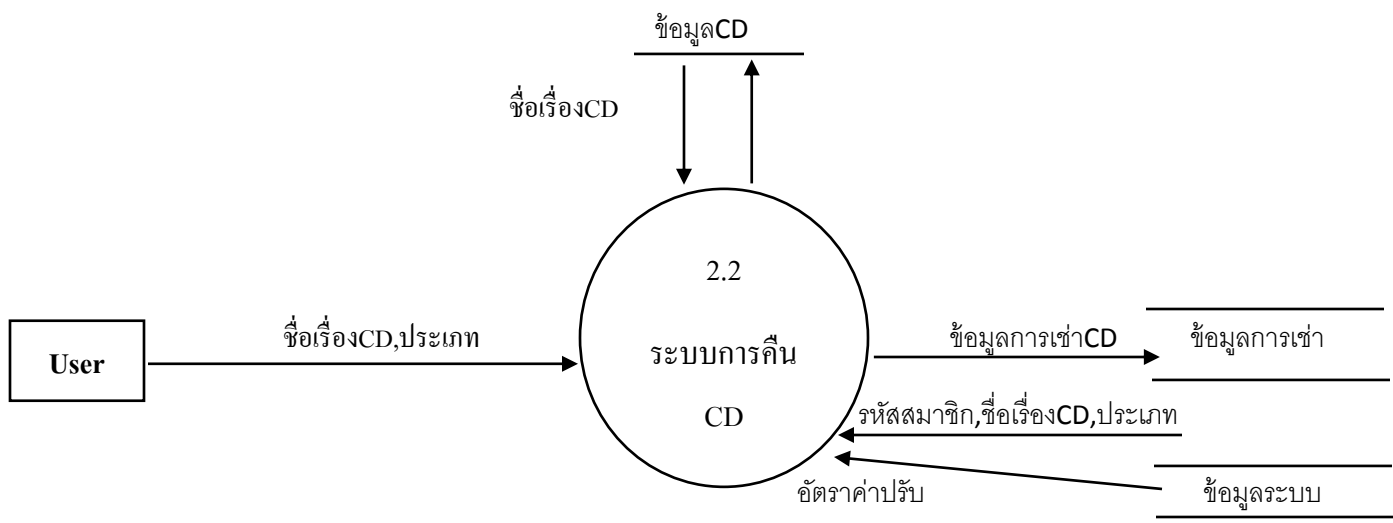 ข้อมูลCD
ชื่อเรื่องCD
2.2
ระบบการคืน
CD
User
ชื่อเรื่องCD,ประเภท
ข้อมูลการเช่าCD
ข้อมูลการเช่า
รหัสสมาชิก,ชื่อเรื่องCD,ประเภท
อัตราค่าปรับ
ข้อมูลระบบ